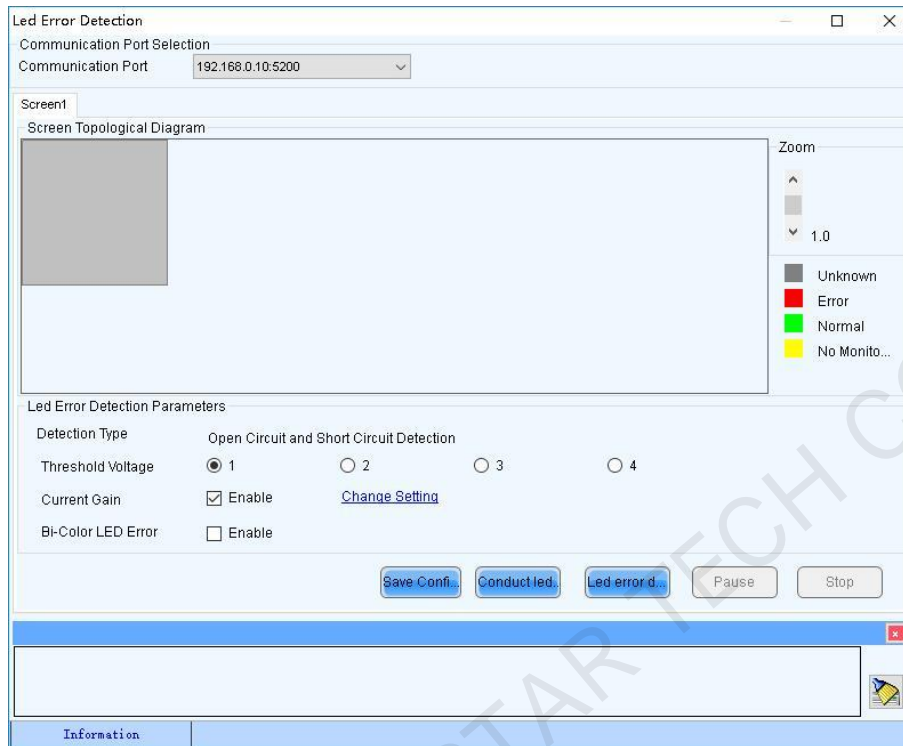 Led Error Detection
Communication Port Selection
Communication Port 192.168.0.10:5200
Screen1
Screen Topological Diagram
Zoom
1.0
Unknown
Error
Normal
No Monito...
Led Error Detection Parameters
Detection Type Open Circuit and Short Circuit Detection
Threshold Voltage 1 2 3 4
Current Gain Enable Change Setting
Bi-Color LED Error Enable
Save Confi... Conduct led... Led error d... Pause Stop
Information
STAR TECH